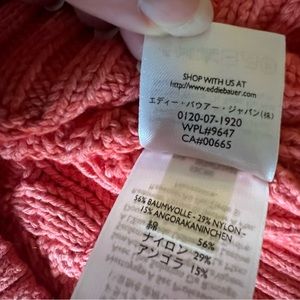 SHOP WITH US AT
http://www.eddiebauer.com
エディー・バウアー・ジャパン(株)
0120-07-1920
WPL#9647
CA#00665
56% BAUMWOLLE - 29% NYLON -
15% ANGORAKANINCHEN
綿 56%
ナイロン 29%
アンゴラ 15%